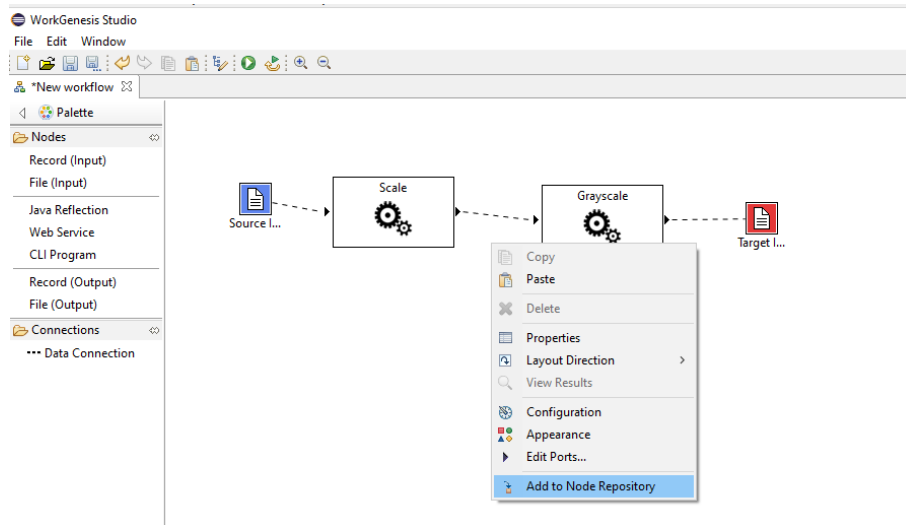 WorkGenesis Studio
File Edit Window
*New workflow
Palette
Nodes
Record (Input)
File (Input)
Java Reflection
Web Service
CLI Program
Record (Output)
File (Output)
Connections
Data Connection
Source I...
Scale
Grayscale
Target I...
Copy
Paste
Delete
Properties
Layout Direction
View Results
Configuration
Appearance
Edit Ports...
Add to Node Repository